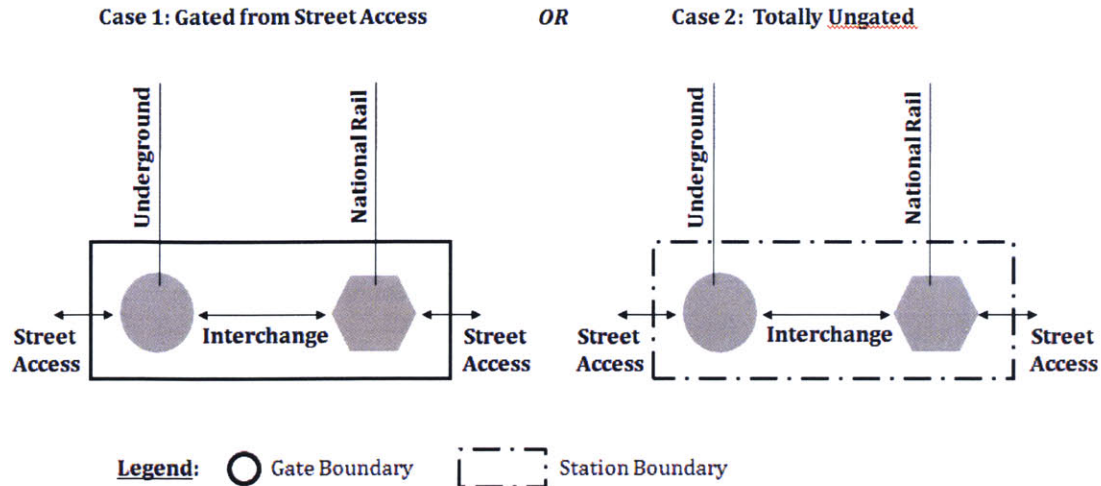 Case 1: Gated from Street Access OR Case 2: Totally Ungated
Underground
National Rail
Underground
National Rail
Street Access
Interchange
Street Access
Street Access
Interchange
Street Access
Legend: Gate Boundary Station Boundary